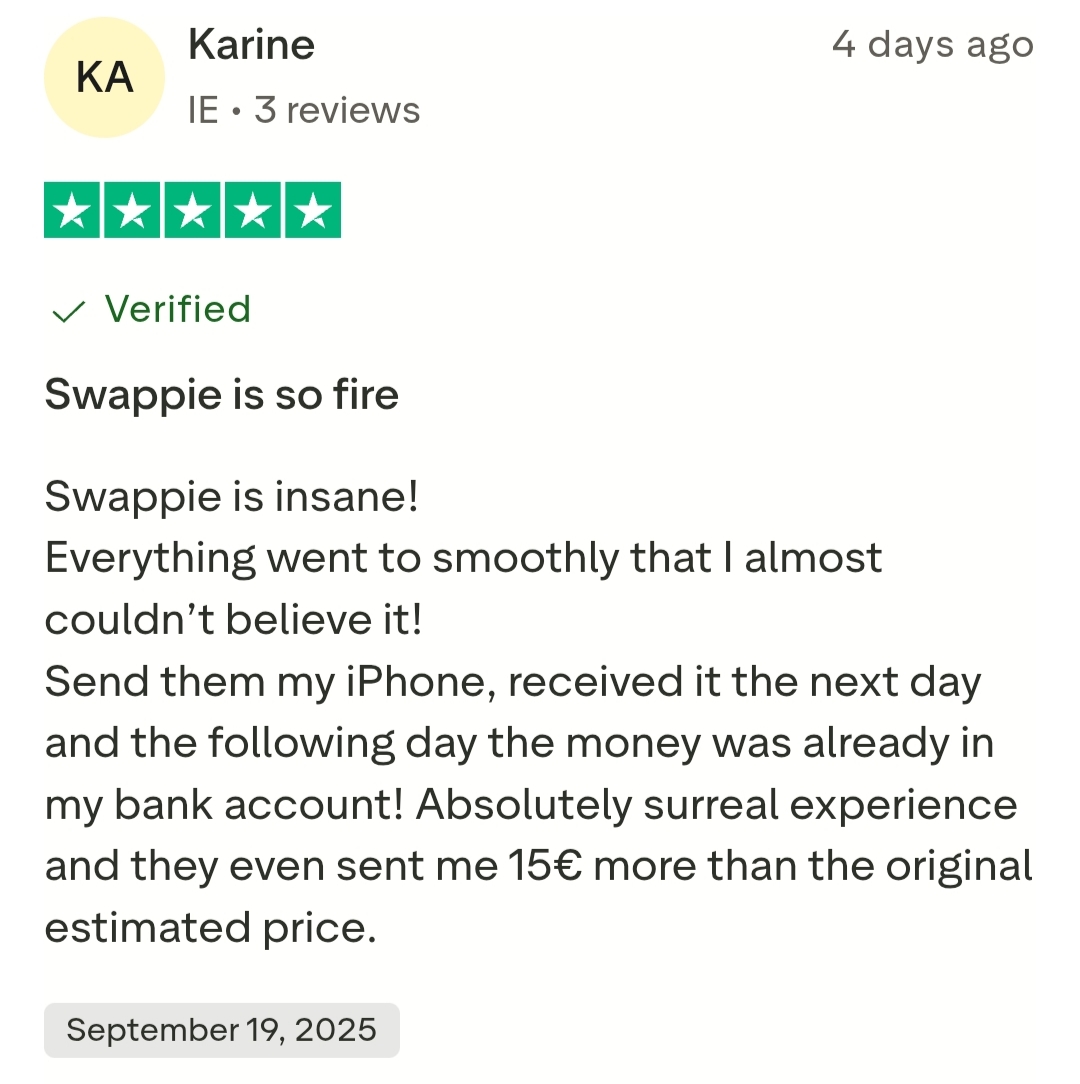 KA
Karine
4 days ago
IE • 3 reviews
✓ Verified
Swappie is so fire
Swappie is insane!
Everything went to smoothly that I almost
couldn’t believe it!
Send them my iPhone, received it the next day
and the following day the money was already in
my bank account! Absolutely surreal experience
and they even sent me 15€ more than the original
estimated price.
September 19, 2025